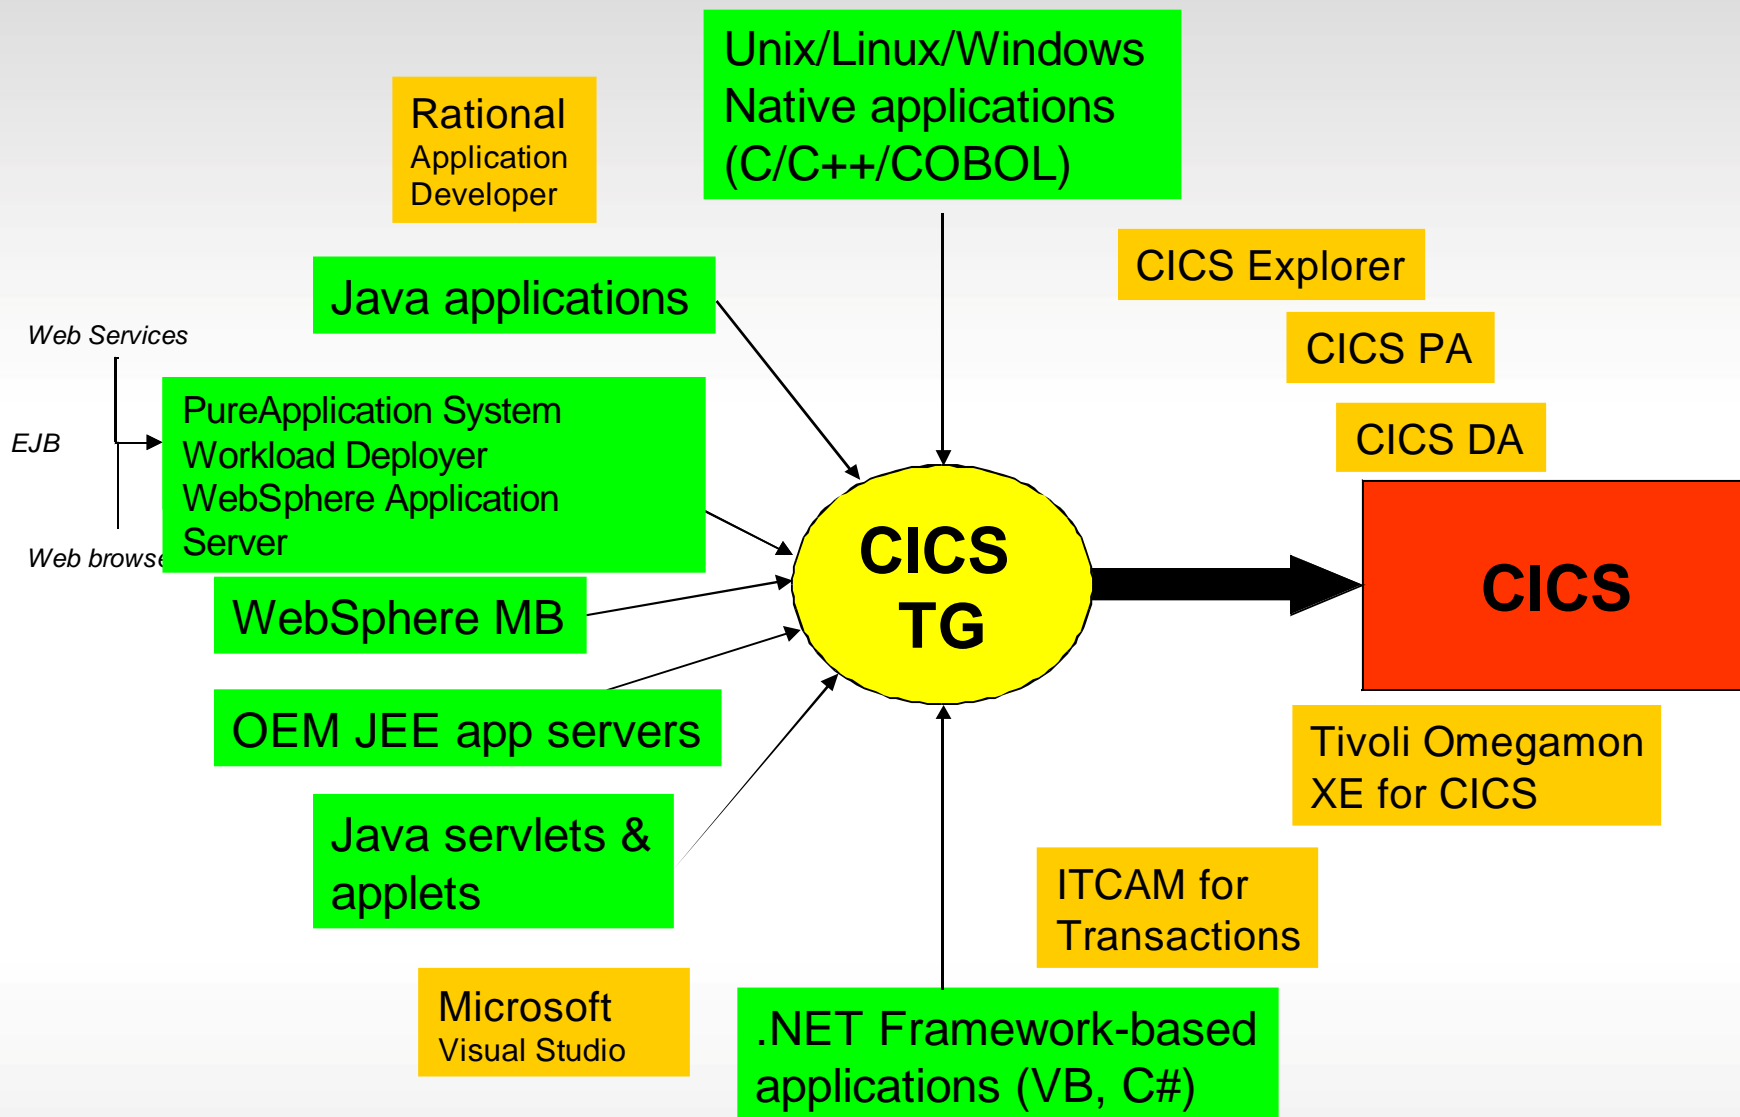 Unix/Linux/Windows
Native applications
(C/C++/COBOL)
Rational
Application
Developer
CICS Explorer
Java applications
Web Services
CICS PA
PureApplication System
Workload Deployer
WebSphere Application
Server
EJB
CICS DA
Web browse
CICS
TG
CICS
WebSphere MB
OEM JEE app servers
Tivoli Omegamon
XE for CICS
Java servlets &
applets
ITCAM for
Transactions
Microsoft
Visual Studio
.NET Framework-based
applications (VB, C#)